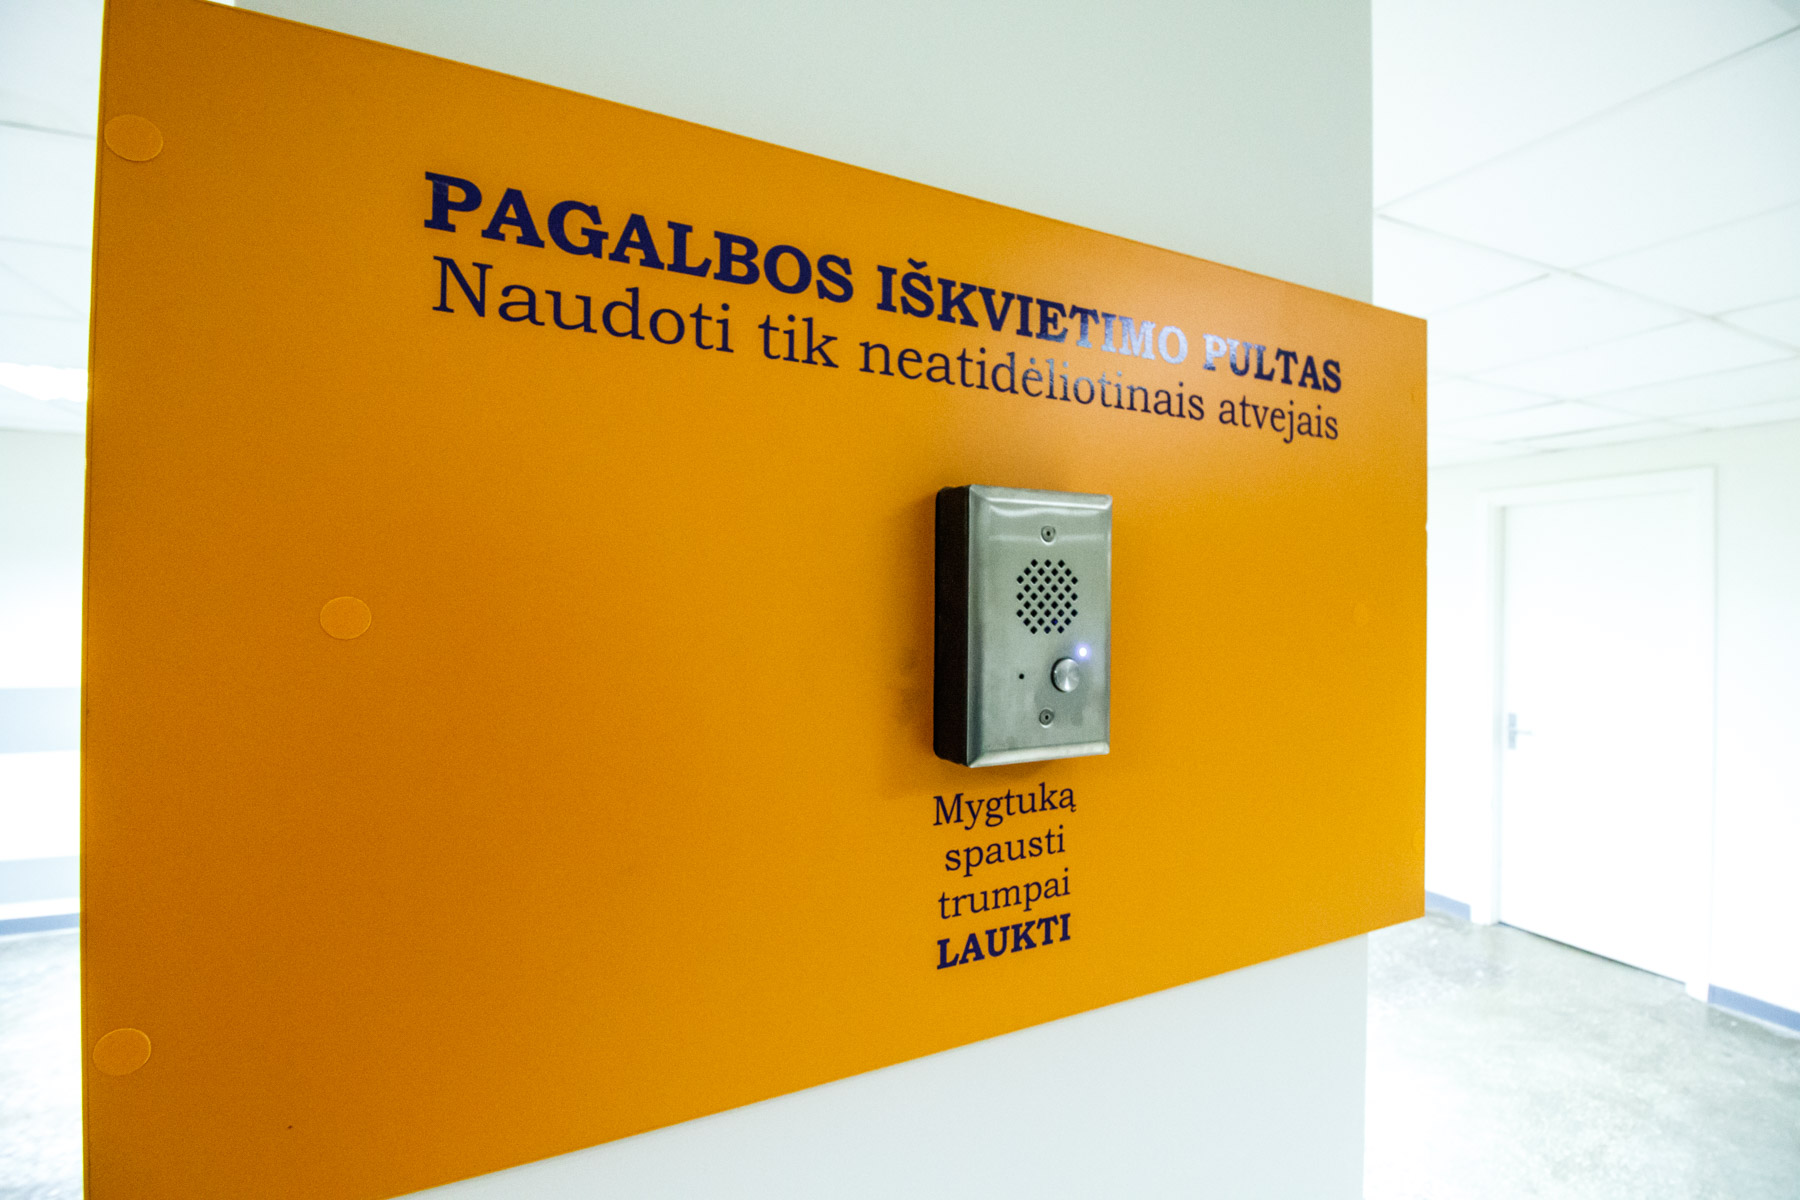 PAGALBOS IŠKVIETIMO PULTAS
Naudoti tik neatidėliotinais atvejais
Mygtuką
spausti
trumpai
LAUKTI